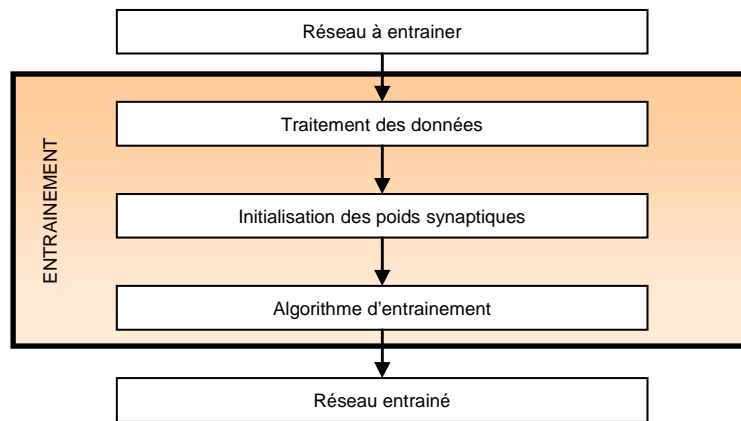 Réseau à entrainer
Traitement des données
ENTRAINEMENT
Initialisation des poids synaptiques
Algorithme d’entrainement
Réseau entrainé